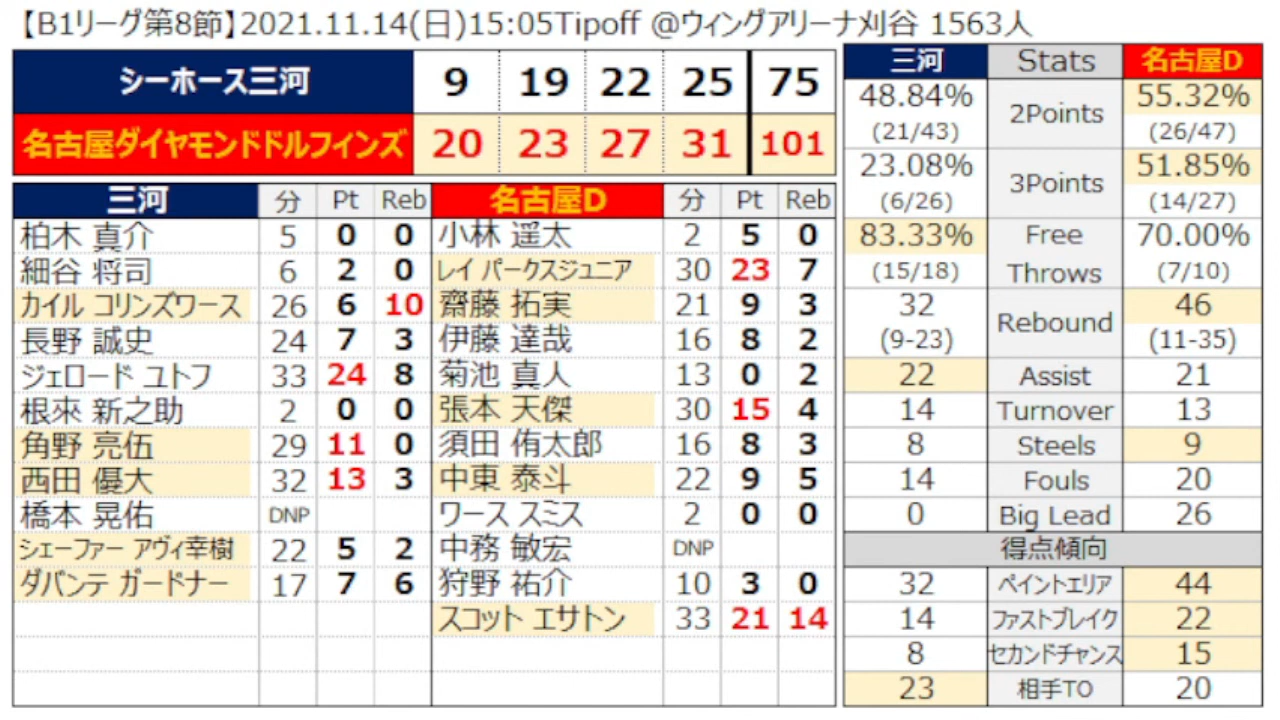 【B1リーグ第8節】2021.11.14(日)15:05Tipoff @ウィングアリーナ刈谷 1563人
シーホース三河 9 19 22 25 75
名古屋ダイヤモンドドルフィンズ 20 23 27 31 101
三河 分 Pt Reb 名古屋D 分 Pt Reb
柏木 真介 5 0 0 小林 遥太 2 5 0
細谷 将司 6 2 0 レイ パークスジュニア 30 23 7
カイル コリンズワース 26 6 10 齋藤 拓実 21 9 3
長野 誠史 24 7 3 伊藤 達哉 16 8 2
ジェロード ユトフ 33 24 8 菊池 真人 13 0 2
根來 新之助 2 0 0 張本 天傑 30 15 4
角野 亮伍 29 11 0 須田 侑太郎 16 8 3
西田 優大 32 13 3 中東 泰斗 22 9 5
橋本 晃佑 DNP ワース スミス 2 0 0
シェーファー アヴィ幸樹 22 5 2 中務 敏宏 DNP
ダバンテ ガードナー 17 7 6 狩野 祐介 10 3 0
スコット エサトン 33 21 14
三河 Stats 名古屋D
48.84% 2Points 55.32%
(21/43) (26/47)
23.08% 3Points 51.85%
(6/26) (14/27)
83.33% Free 70.00%
(15/18) Throws (7/10)
32 Rebound 46
(9-23) (11-35)
22 Assist 21
14 Turnover 13
8 Steels 9
14 Fouls 20
0 Big Lead 26
得点傾向
32 ペイントエリア 44
14 ファストブレイク 22
8 セカンドチャンス 15
23 相手TO 20